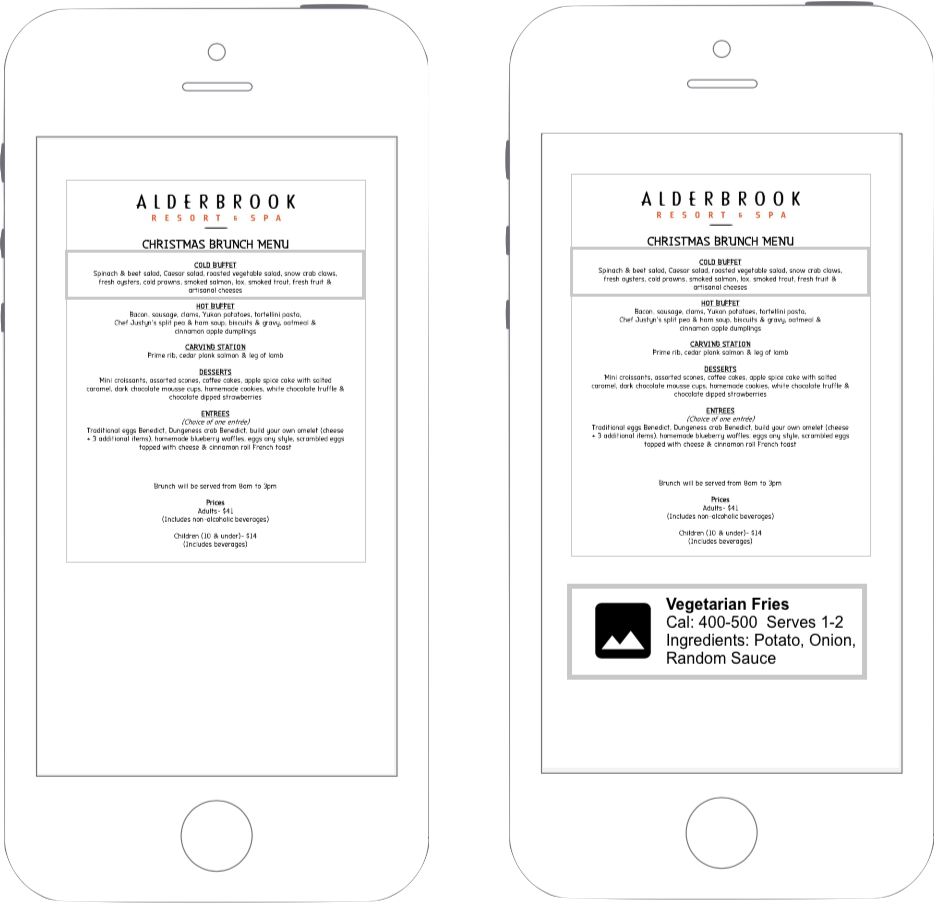 ALDERBROOK
RESORT & SPA
CHRISTMAS BRUNCH MENU
COLD BUFFET
Spinach & beet salad, Caesar salad, roasted vegetable salad, snow crab claws,
fresh oysters, cold prawns, smoked salmon, lox, smoked trout, fresh fruit &
artisanal cheeses
HOT BUFFET
Bacon, sausage, clams, Yukon potatoes, tortellini pasta,
Chef Justyn's split pea & ham soup, biscuits & gravy, oatmeal &
cinnamon apple dumplings
CARVING STATION
Prime rib, cedar plank salmon & leg of lamb
DESSERTS
Mini croissants, assorted scones, coffee cakes, apple spice cake with salted
caramel, dark chocolate mousse cups, homemade cookies, white chocolate truffle &
chocolate dipped strawberries
ENTREES
(Choice of one entrée)
Traditional eggs Benedict, Dungeness crab Benedict, build your own omelet (cheese
+ 3 additional items), homemade blueberry waffles, eggs any style, scrambled eggs
topped with cheese & cinnamon roll French toast
Brunch will be served from 8am to 3pm
Prices
Adults- $41
(Includes non-alcoholic beverages)
Children (10 & under)- $14
(Includes beverages)
ALDERBROOK
RESORT & SPA
CHRISTMAS BRUNCH MENU
COLD BUFFET
Spinach & beet salad, Caesar salad, roasted vegetable salad, snow crab claws,
fresh oysters, cold prawns, smoked salmon, lox, smoked trout, fresh fruit &
artisanal cheeses
HOT BUFFET
Bacon, sausage, clams, Yukon potatoes, tortellini pasta,
Chef Justyn's split pea & ham soup, biscuits & gravy, oatmeal &
cinnamon apple dumplings
CARVING STATION
Prime rib, cedar plank salmon & leg of lamb
DESSERTS
Mini croissants, assorted scones, coffee cakes, apple spice cake with salted
caramel, dark chocolate mousse cups, homemade cookies, white chocolate truffle &
chocolate dipped strawberries
ENTREES
(Choice of one entrée)
Traditional eggs Benedict, Dungeness crab Benedict, build your own omelet (cheese
+ 3 additional items), homemade blueberry waffles, eggs any style, scrambled eggs
topped with cheese & cinnamon roll French toast
Brunch will be served from 8am to 3pm
Prices
Adults- $41
(Includes non-alcoholic beverages)
Children (10 & under)- $14
(Includes beverages)
Vegetarian Fries
Cal: 400-500 Serves 1-2
Ingredients: Potato, Onion,
Random Sauce